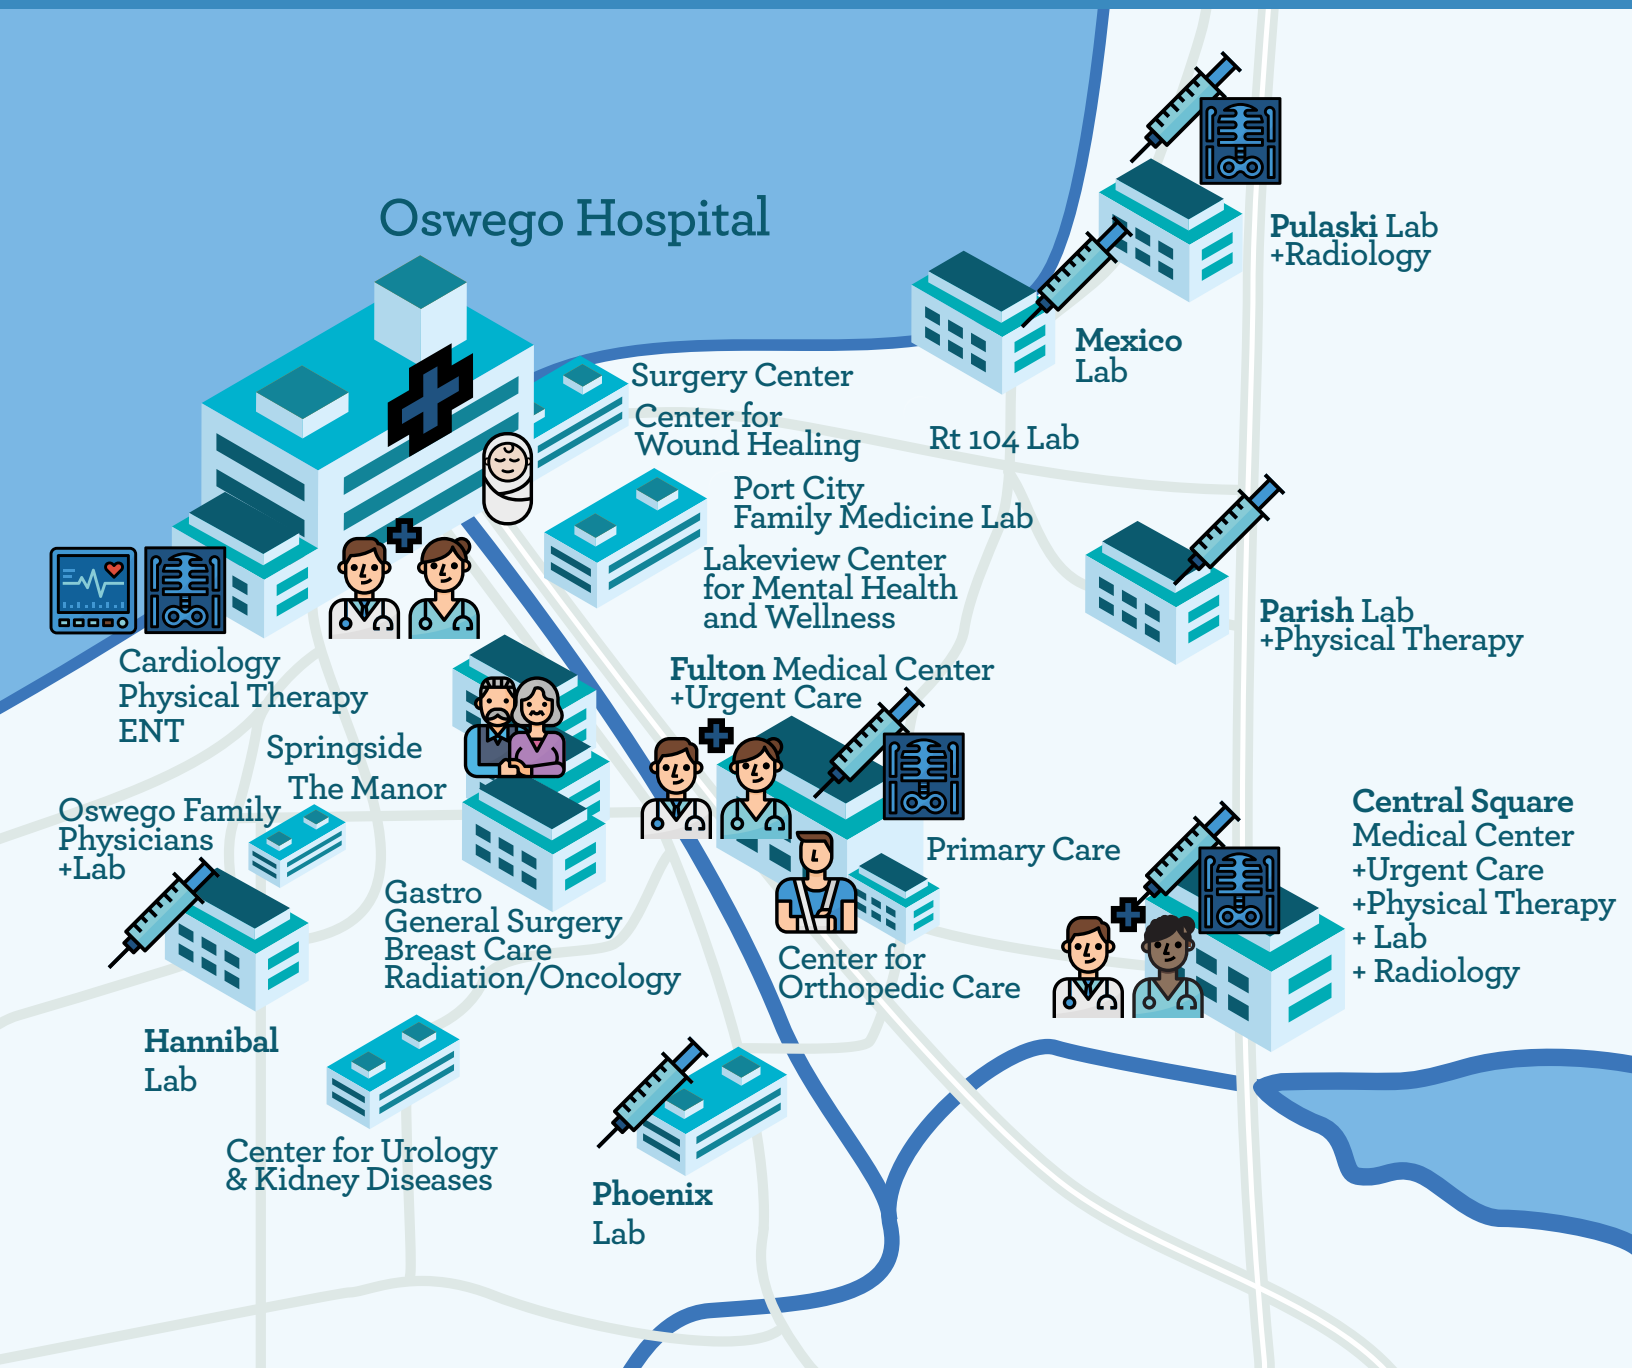 Oswego Hospital
Pulaski Lab
+Radiology
Mexico
Lab
Surgery Center
Center for
Wound Healing
Rt 104 Lab
Port City
Family Medicine Lab
Lakeview Center
for Mental Health
and Wellness
Parish Lab
+Physical Therapy
Cardiology
Physical Therapy
ENT
Fulton Medical Center
+Urgent Care
Springside
The Manor
Oswego Family
Physicians
+Lab
Primary Care
Central Square
Medical Center
+Urgent Care
+Physical Therapy
+ Lab
+ Radiology
Gastro
General Surgery
Breast Care
Radiation/Oncology
Center for
Orthopedic Care
Hannibal
Lab
Center for Urology
& Kidney Diseases
Phoenix
Lab